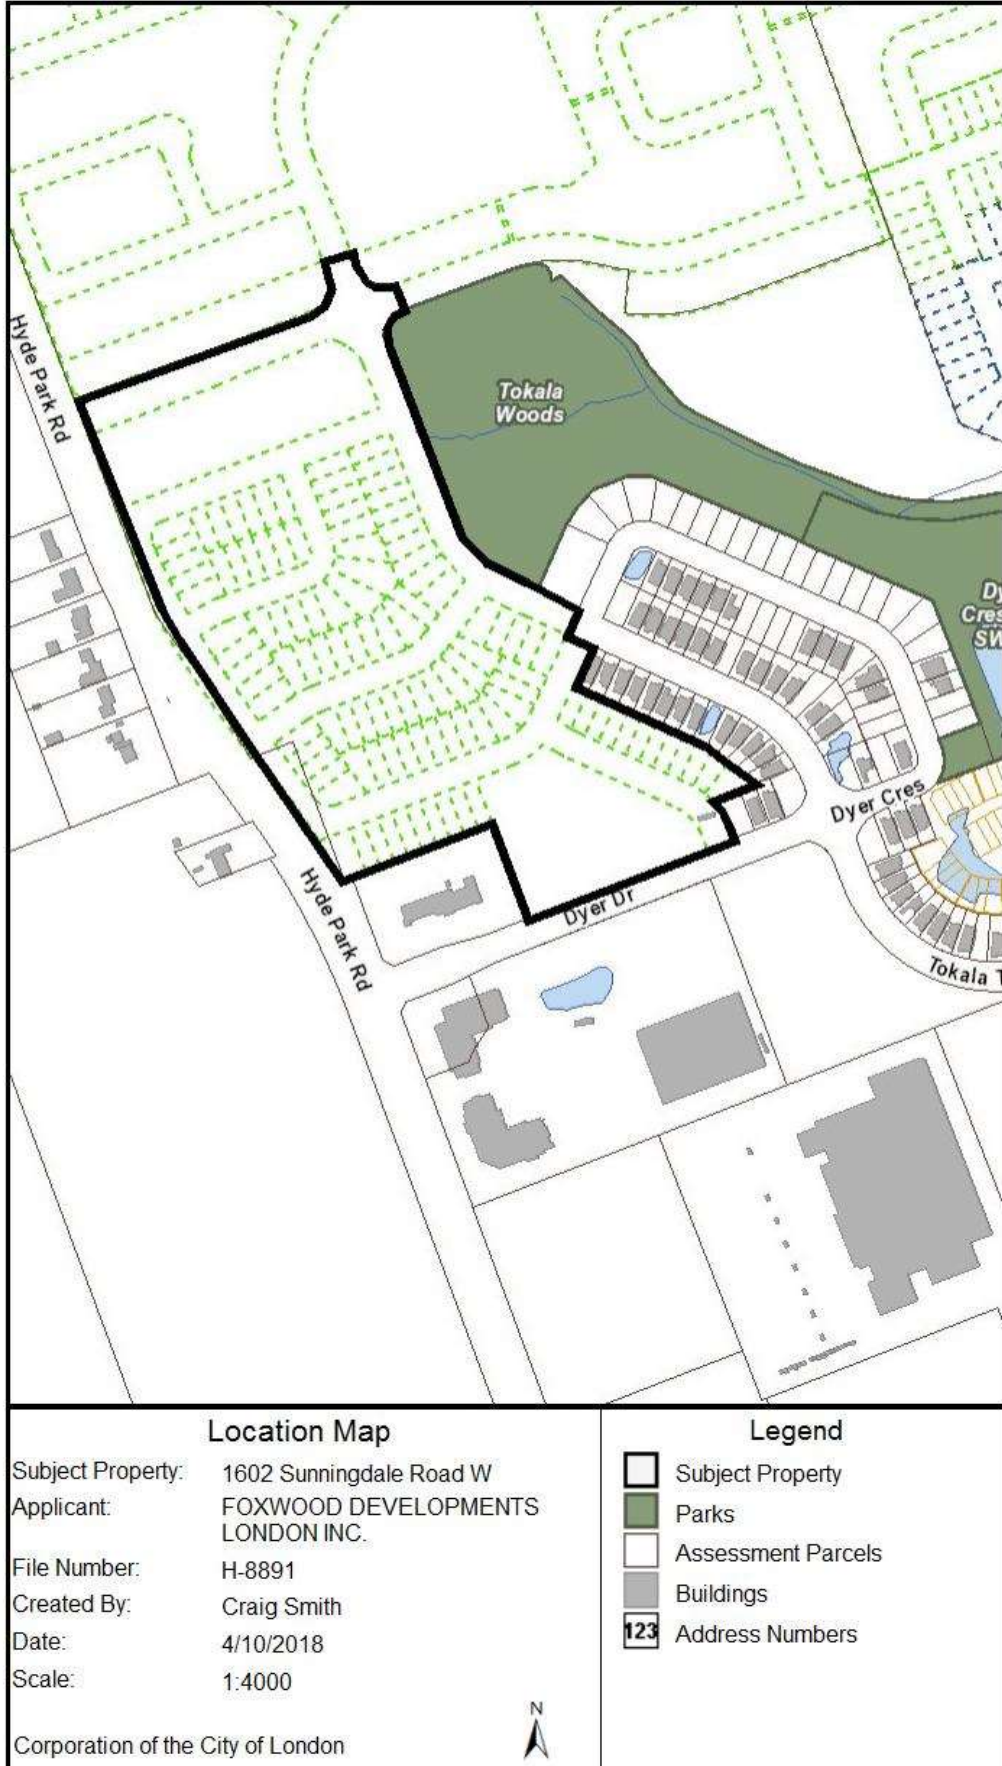 Hyde Park Rd
Tokala
Woods
Dyer Cres
Hyde Park Rd
Dyer Dr
Tokala
Location Map
Subject Property: 1602 Sunningdale Road W
Applicant: FOXWOOD DEVELOPMENTS
LONDON INC.
File Number: H-8891
Created By: Craig Smith
Date: 4/10/2018
Scale: 1:4000
N
Corporation of the City of London
Legend
Subject Property
Parks
Assessment Parcels
Buildings
123 Address Numbers